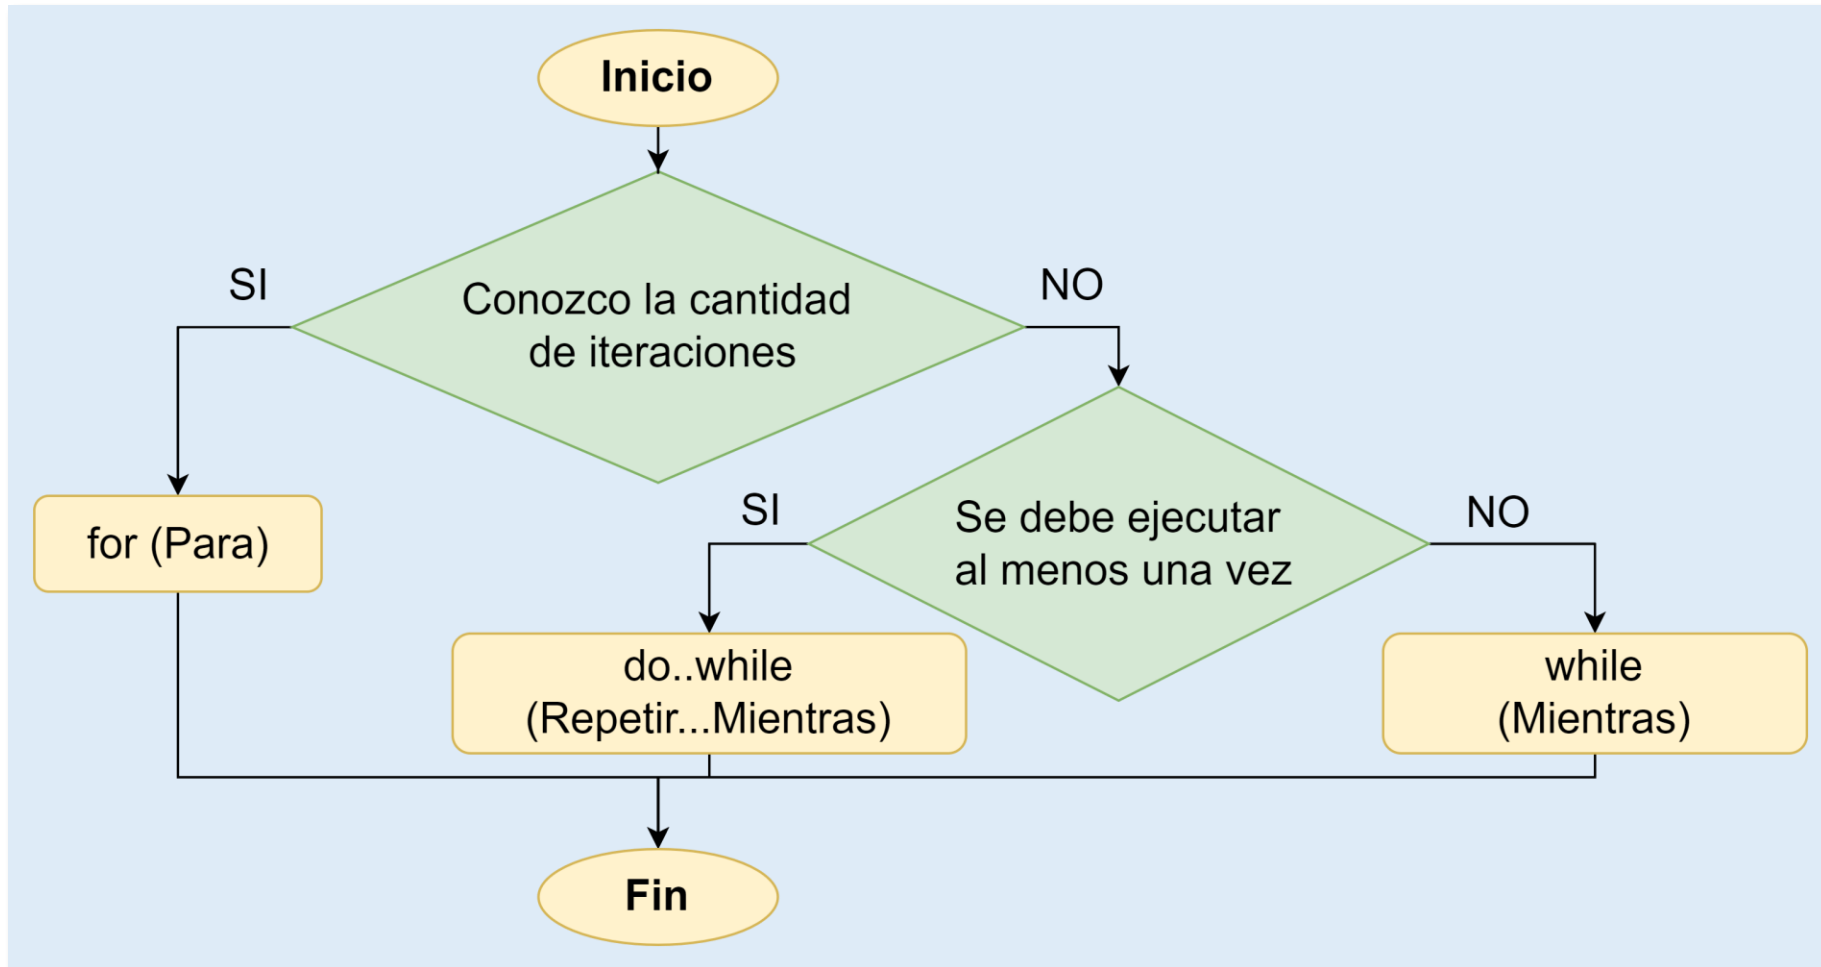 Inicio
SI
NO
Conozco la cantidad
de iteraciones
SI
NO
Se debe ejecutar
al menos una vez
for (Para)
do..while
(Repetir...Mientras)
while
(Mientras)
Fin